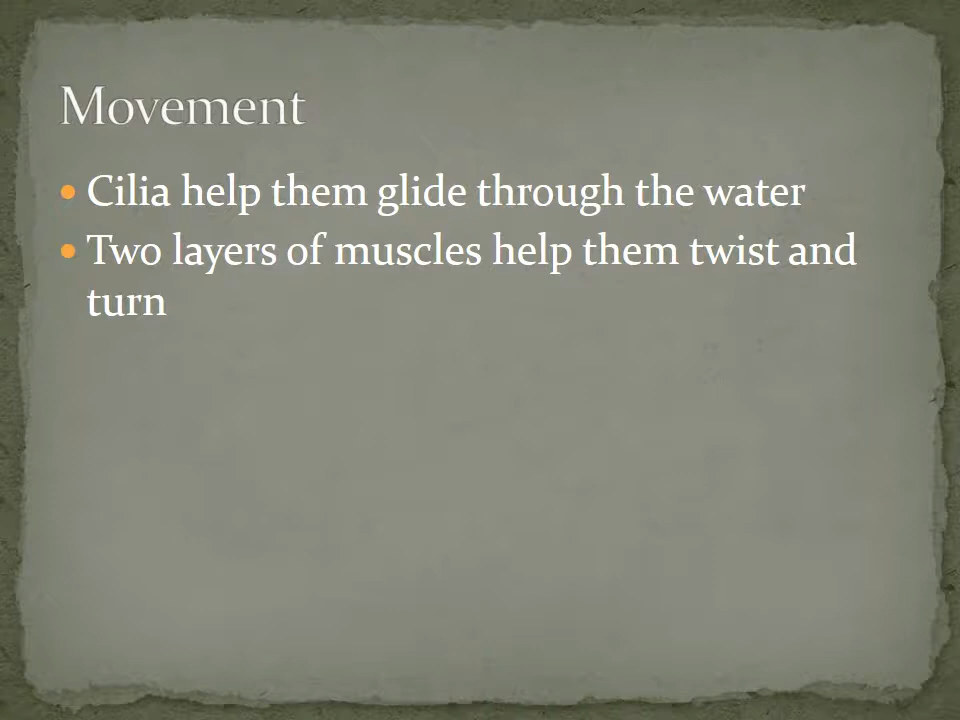 Movement
• Cilia help them glide through the water
• Two layers of muscles help them twist and
turn